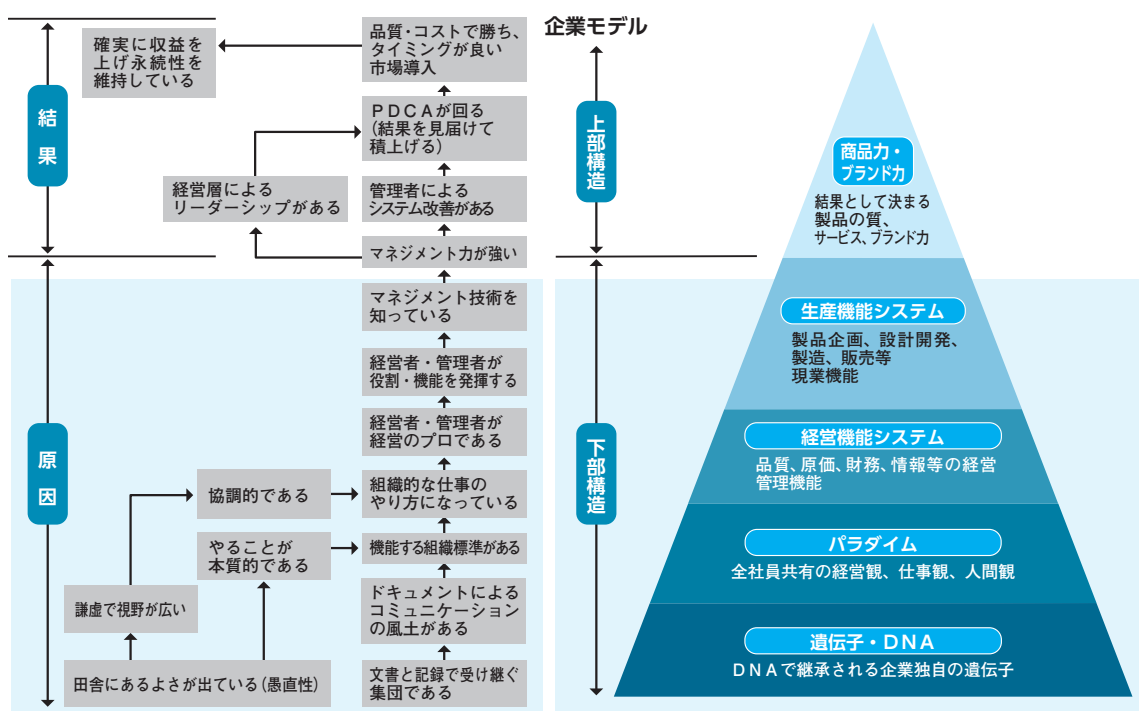 企業モデル
結果
確実に収益を
上げ永続性を
維持している
品質・コストで勝ち、
タイミングが良い
市場導入
PDCAが回る
(結果を見届けて
積上げる)
経営層による
リーダーシップがある
管理者による
システム改善がある
マネジメント力が強い
原因
マネジメント技術を
知っている
経営者・管理者が
役割・機能を発揮する
経営者・管理者が
経営のプロである
協調的である
組織的な仕事の
やり方になっている
やることが
本質的である
機能する組織標準がある
謙虚で視野が広い
ドキュメントによる
コミュニケーション
の風土がある
田舎にあるよさが出ている(愚直性)
文書と記録で受け継ぐ
集団である
上部構造
商品力・
ブランド力
結果として決まる
製品の質、
サービス、ブランド力
下部構造
生産機能システム
製品企画、設計開発、
製造、販売等
現業機能
経営機能システム
品質、原価、財務、情報等の経営
管理機能
パラダイム
全社員共有の経営観、仕事観、人間観
遺伝子・DNA
DNAで継承される企業独自の遺伝子